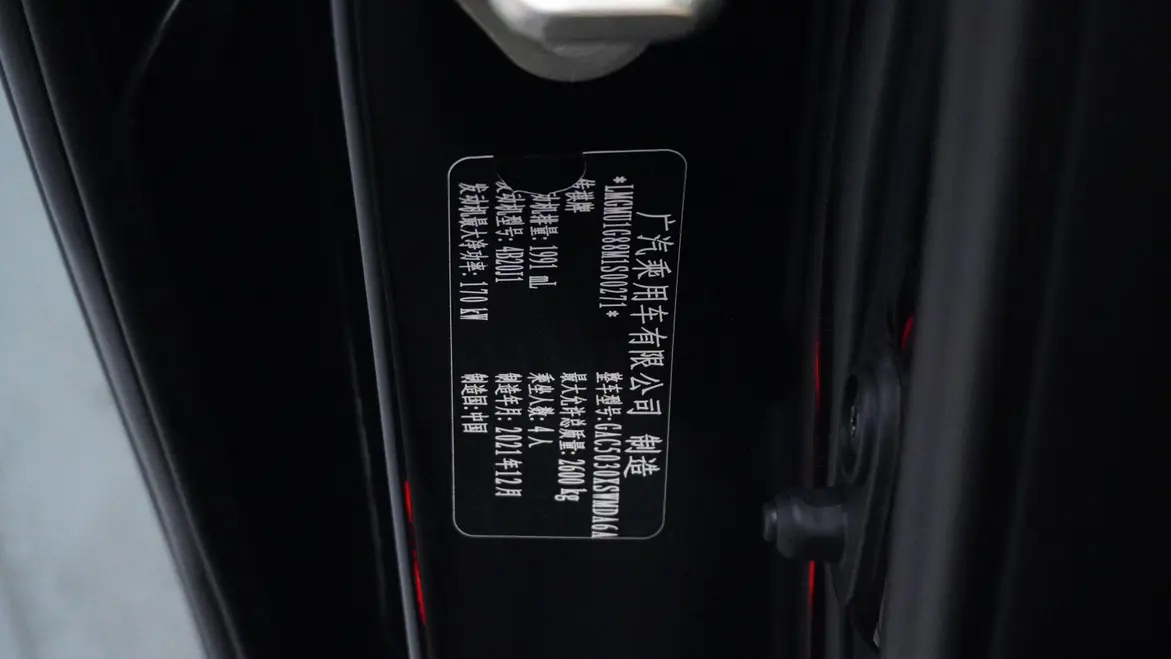 广汽乘用车有限公司 制造
*LMGMU1G88M1S00271*
传祺牌 整车型号:GAC5030XSWMDA6A
最大允许总质量: 2600 kg
动机排量: 1991 mL 乘坐人数: 4人
发动机型号: 4B20J1 制造年月: 2021年12月
发动机最大净功率: 170 kW 制造国:中国